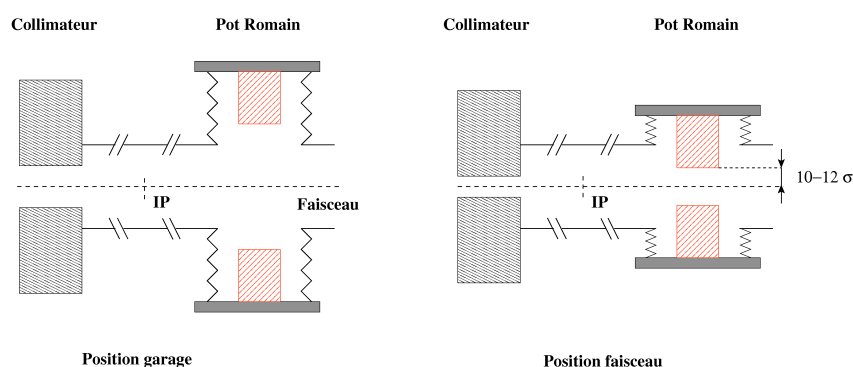 Collimateur
Pot Romain
IP
Faisceau
Position garage
Collimateur
Pot Romain
10–12 σ
IP
Position faisceau